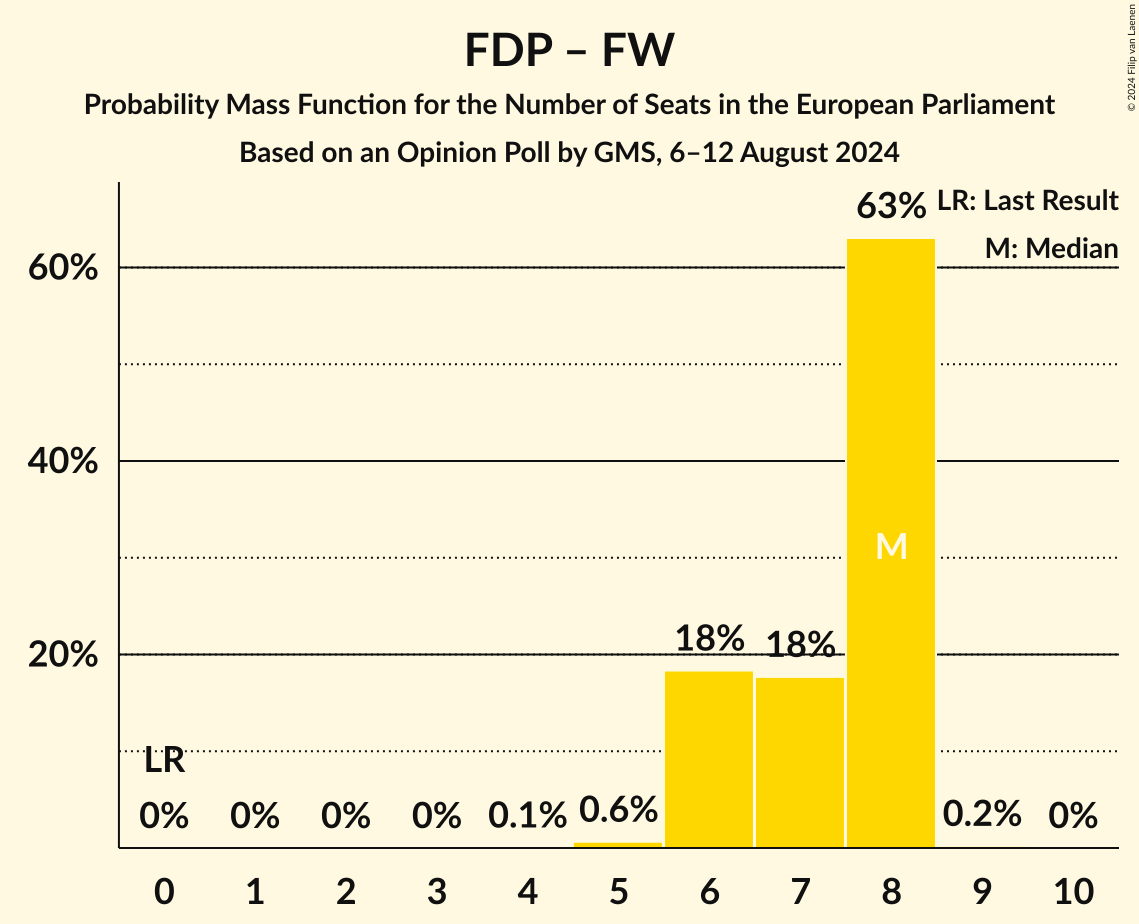 FDP – FW
Probability Mass Function for the Number of Seats in the European Parliament
Based on an Opinion Poll by GMS, 6–12 August 2024
© 2024 Filip van Laenen
LR: Last Result
M: Median
63%
60%
40%
M
20%
18%
18%
LR
0%
0%
0%
0%
0.1%
0.6%
0.2%
0%
0 1 2 3 4 5 6 7 8 9 10